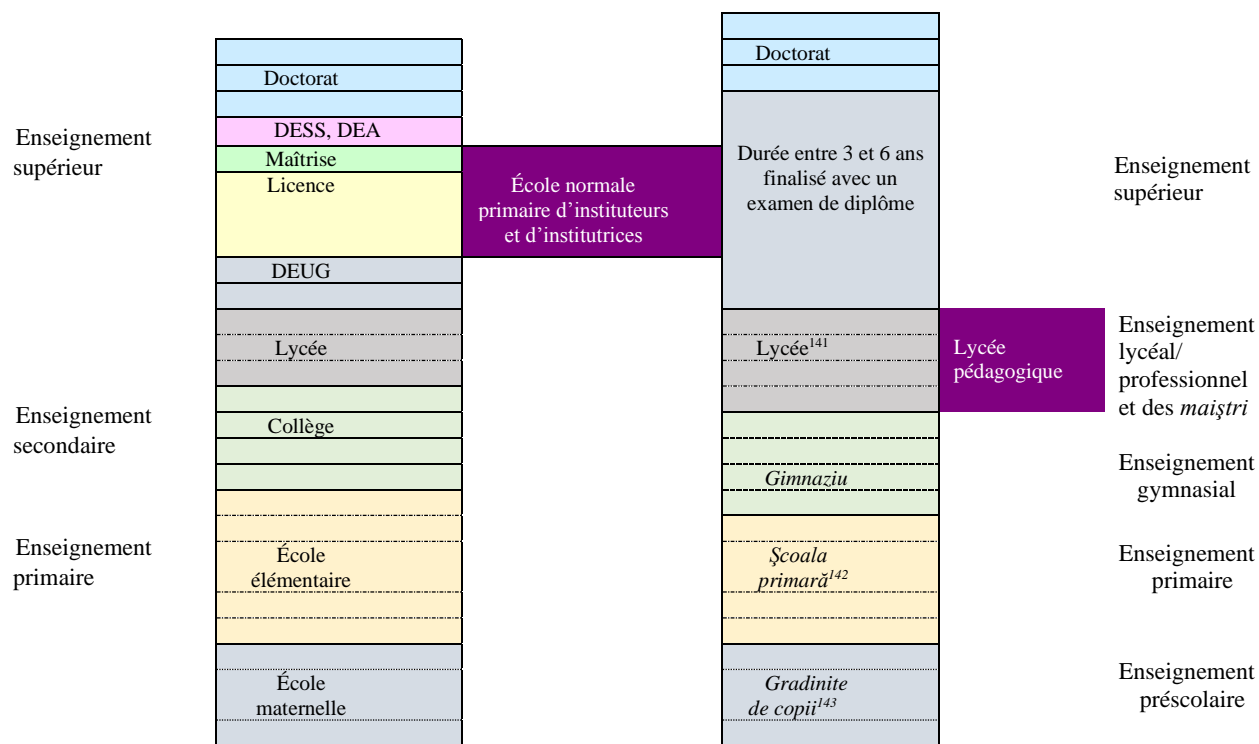 Doctorat
Doctorat
DESS, DEA
Enseignement
supérieur
Maîtrise
Licence
École normale
primaire d’instituteurs
et d’institutrices
Durée entre 3 et 6 ans
finalisé avec un
examen de diplôme
Enseignement
supérieur
DEUG
Lycée
Lycée141
Lycée
pédagogique
Enseignement
lycéal/
professionnel
et des maiştri
Enseignement
secondaire
Collège
Gimnaziu
Enseignement
gymnasial
Enseignement
primaire
École
élémentaire
Şcoala
primară142
Enseignement
primaire
École
maternelle
Gradinite
de copii143
Enseignement
préscolaire